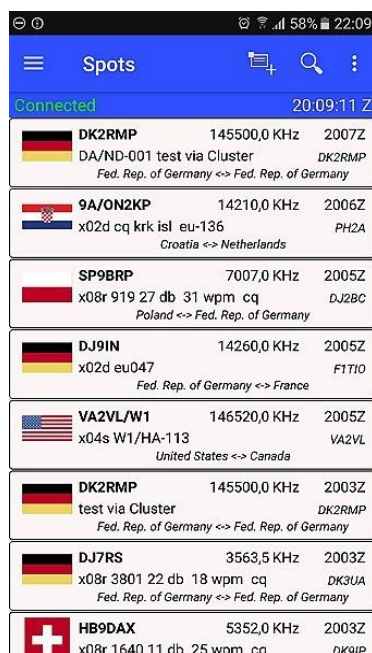 58% 22:09
Spots
Connected 20:09:11 Z
DK2RMP 145500,0 KHz 2007Z
DA/ND-001 test via Cluster DK2RMP
Fed. Rep. of Germany <-> Fed. Rep. of Germany
9A/ON2KP 14210,0 KHz 2006Z
x02d cq krk isl eu-136 PH2A
Croatia <-> Netherlands
SP9BRP 7007,0 KHz 2005Z
x08r 919 27 db 31 wpm cq DJ2BC
Poland <-> Fed. Rep. of Germany
DJ9IN 14260,0 KHz 2005Z
x02d eu047 F1TIO
Fed. Rep. of Germany <-> France
VA2VL/W1 146520,0 KHz 2005Z
x04s W1/HA-113 VA2VL
United States <-> Canada
DK2RMP 145500,0 KHz 2003Z
test via Cluster DK2RMP
Fed. Rep. of Germany <-> Fed. Rep. of Germany
DJ7RS 3563,5 KHz 2003Z
x08r 3801 22 db 18 wpm cq DK3UA
Fed. Rep. of Germany <-> Fed. Rep. of Germany
HB9DAX 5352,0 KHz 2003Z
x08r 1640 11 db 25 wpm cq DK9IP